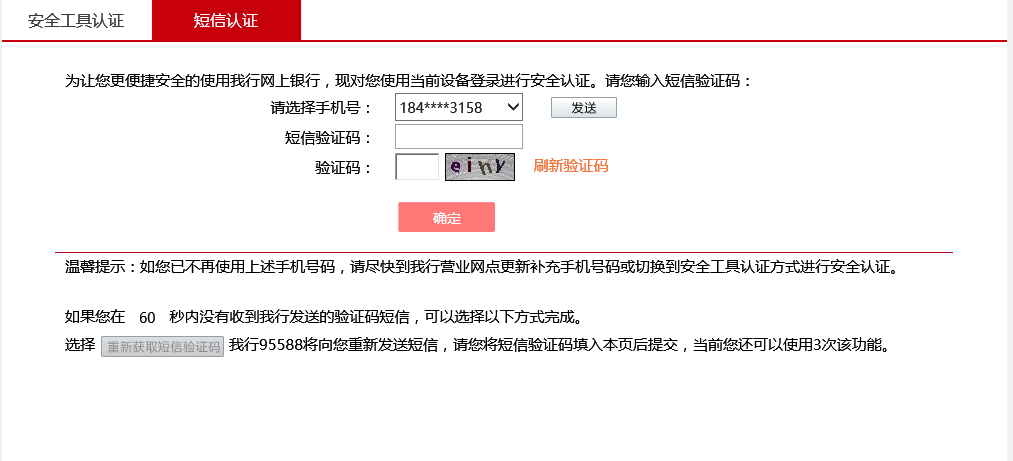 安全工具认证 短信认证
为让您更便捷安全的使用我行网上银行，现对您使用当前设备登录进行安全认证。请您输入短信验证码：
请选择手机号： 184****3158 发送
短信验证码：
验证码： einy 刷新验证码
确定
温馨提示：如您已不再使用上述手机号码，请尽快到我行营业网点更新补充手机号码或切换到安全工具认证方式进行安全认证。
如果您在 60 秒内没有收到我行发送的验证码短信，可以选择以下方式完成。
选择 重新获取短信验证码 我行95588将向您重新发送短信，请您将短信验证码填入本页后提交，当前您还可以使用3次该功能。